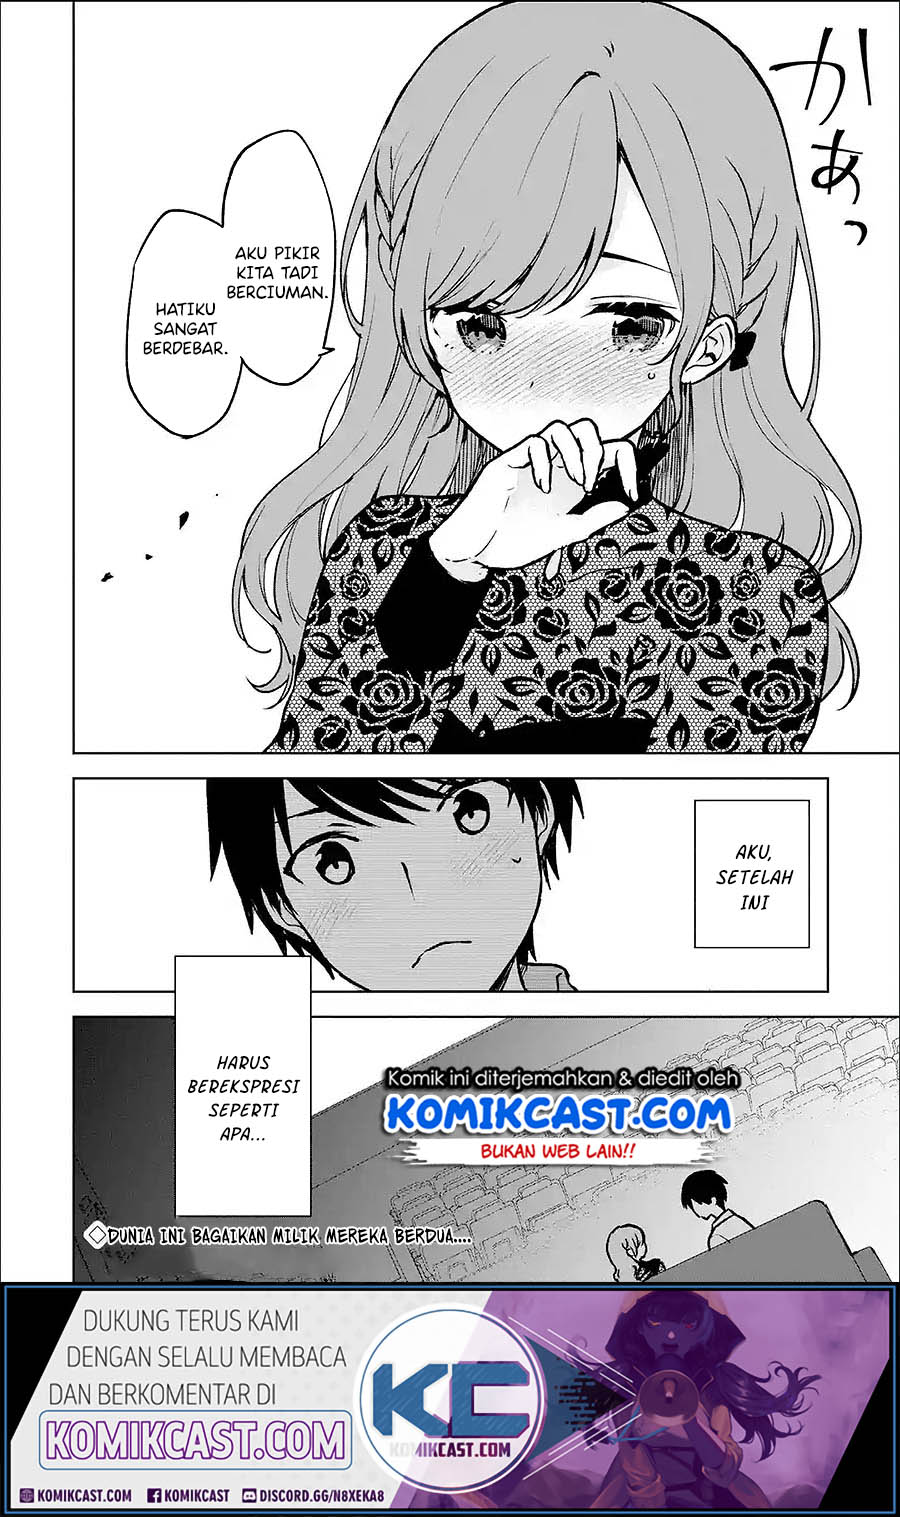 かあっ
AKU PIKIR
KITA TADI
BERCIUMAN.
HATIKU
SANGAT
BERDEBAR.
AKU,
SETELAH
INI
HARUS
BEREKSPRESI
SEPERTI
APA...
Komik ini diterjemahkan & diedit oleh
KOMIKCAST.COM
BUKAN WEB LAIN!!
DUNIA INI BAGAIKAN MILIK MEREKA BERDUA....
DUKUNG TERUS KAMI
DENGAN SELALU MEMBACA
DAN BERKOMENTAR DI
KOMIKCAST.COM
KC
KOMIKCAST.COM
KOMIKCAST.COM
KOMIKCAST
DISCORD.GG/N8XEKA8